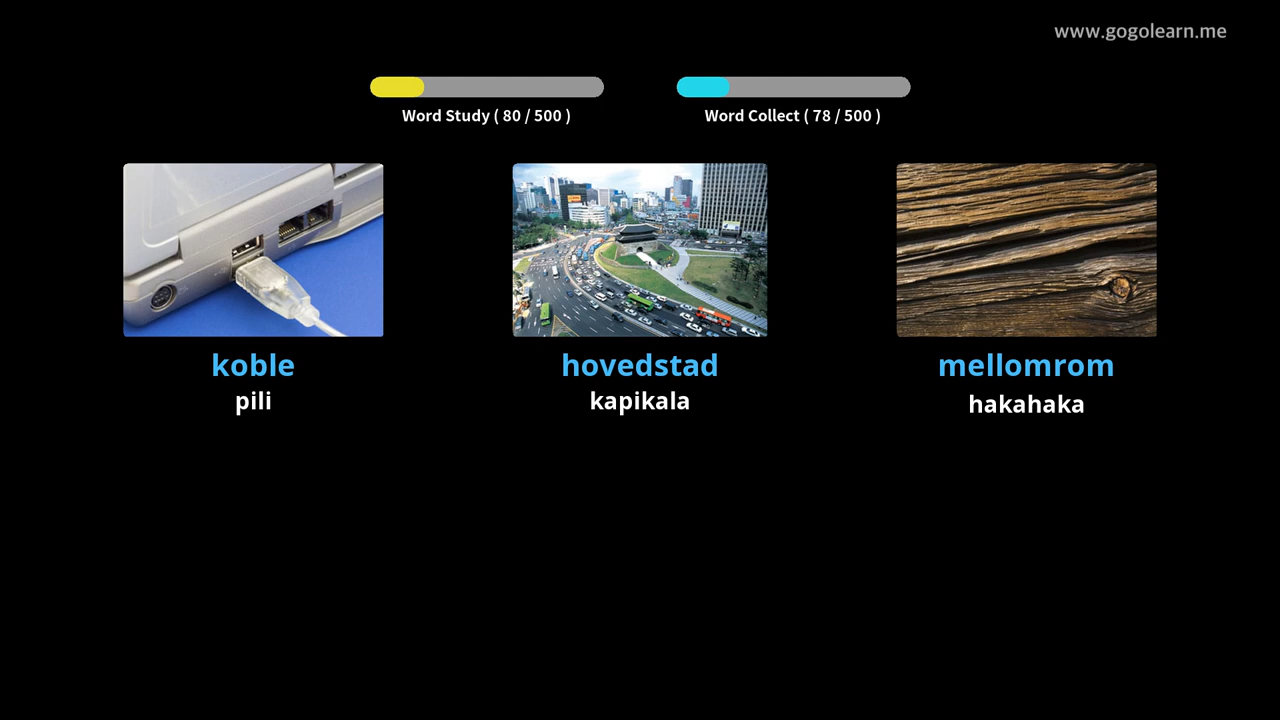 www.gogolearn.me
Word Study ( 80 / 500 )
Word Collect ( 78 / 500 )
koble
pili
hovedstad
kapikala
mellomrom
hakahaka